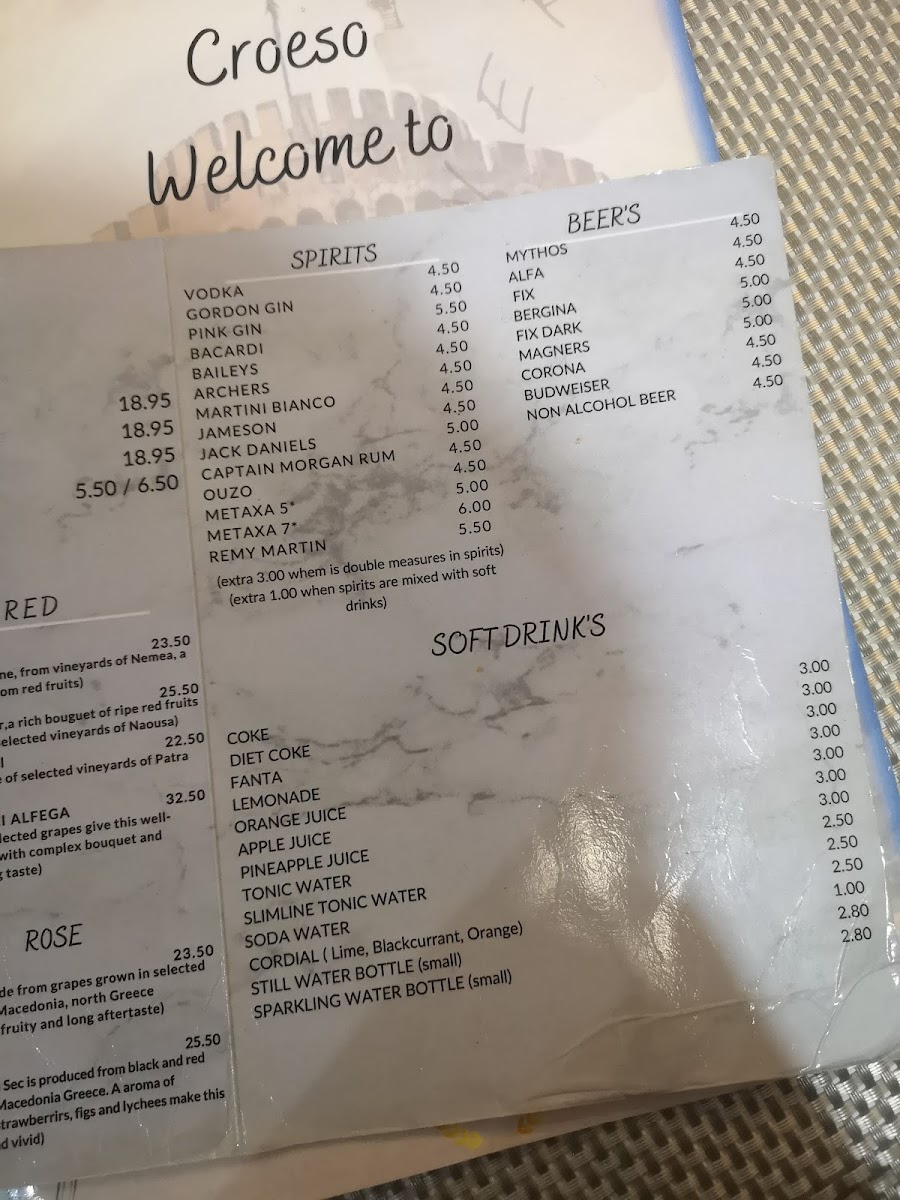 Croeso
Welcome to
18.95
18.95
18.95
5.50 / 6.50
RED
23.50
ne, from vineyards of Nemea, a
om red fruits)
25.50
r,a rich bouguet of ripe red fruits
elected vineyards of Naousa)
22.50
e of selected vineyards of Patra
I ALFEGA 32.50
lected grapes give this well-
with complex bouquet and
g taste)
ROSE
23.50
de from grapes grown in selected
Macedonia, north Greece
fruity and long aftertaste)
25.50
Sec is produced from black and red
Macedonia Greece. A aroma of
trawberrirs, figs and lychees make this
d vivid)
SPIRITS
VODKA 4.50
GORDON GIN 4.50
PINK GIN 5.50
BACARDI 4.50
BAILEYS 4.50
ARCHERS 4.50
MARTINI BIANCO 4.50
JAMESON 4.50
JACK DANIELS 5.00
CAPTAIN MORGAN RUM 4.50
OUZO 4.50
METAXA 5* 5.00
METAXA 7* 6.00
REMY MARTIN 5.50
(extra 3.00 whem is double measures in spirits)
(extra 1.00 when spirits are mixed with soft
drinks)
BEER'S
MYTHOS 4.50
ALFA 4.50
FIX 4.50
BERGINA 5.00
FIX DARK 5.00
MAGNERS 5.00
CORONA 4.50
BUDWEISER 4.50
NON ALCOHOL BEER 4.50
SOFT DRINK'S
COKE 3.00
DIET COKE 3.00
FANTA 3.00
LEMONADE 3.00
ORANGE JUICE 3.00
APPLE JUICE 3.00
PINEAPPLE JUICE 3.00
TONIC WATER 2.50
SLIMLINE TONIC WATER 2.50
SODA WATER 2.50
CORDIAL ( Lime, Blackcurrant, Orange) 1.00
STILL WATER BOTTLE (small) 2.80
SPARKLING WATER BOTTLE (small) 2.80